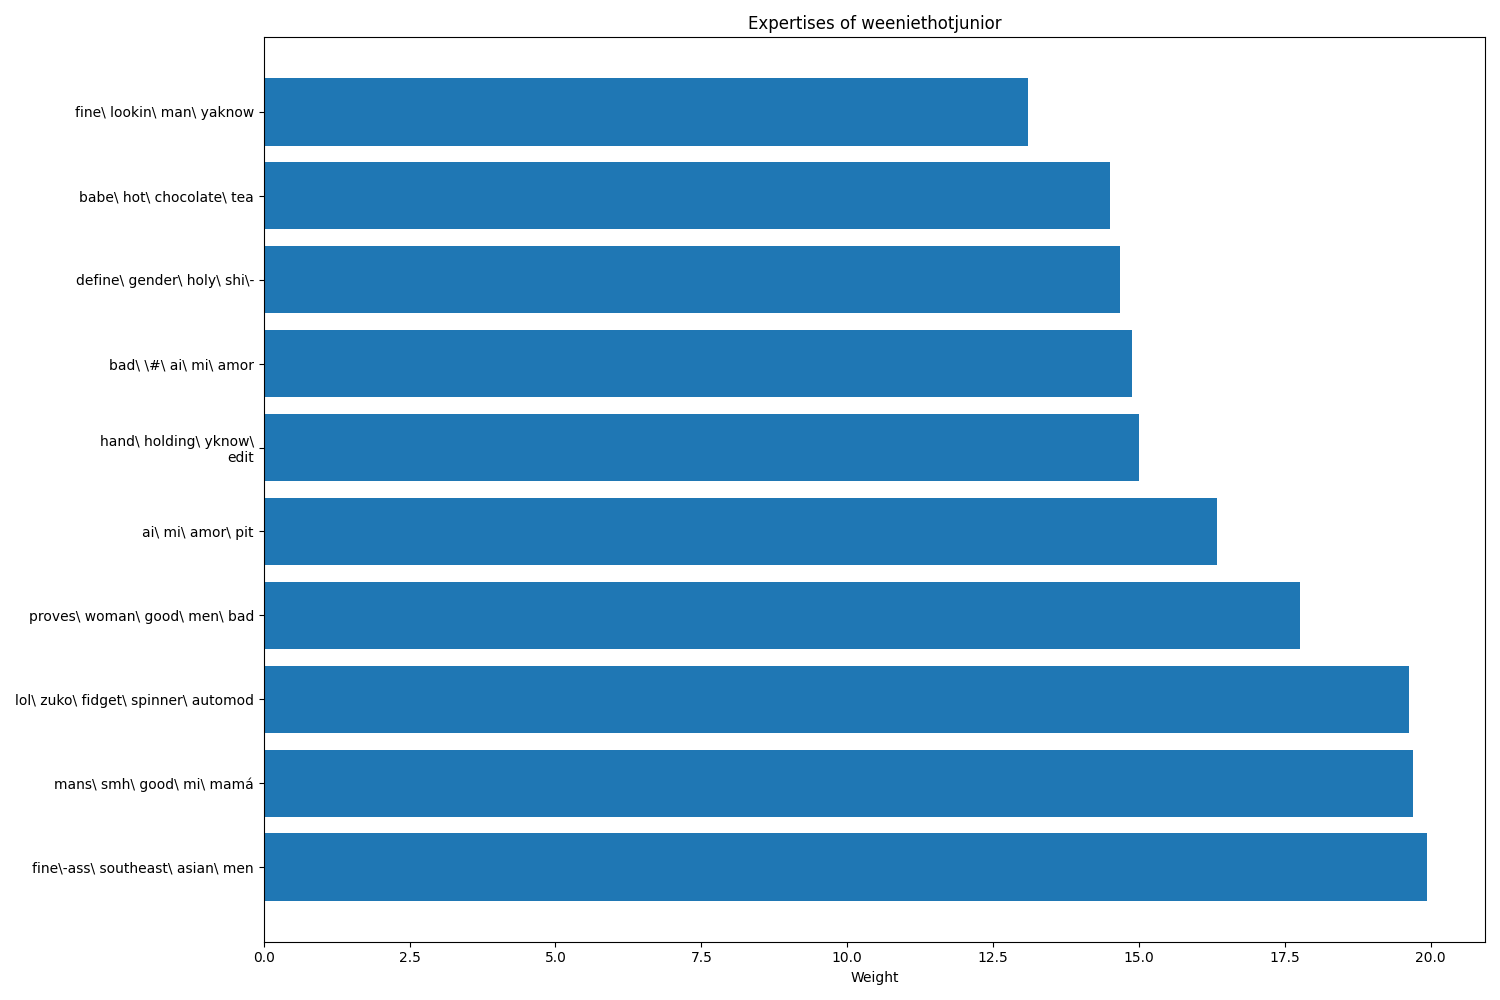 Expertises of weeniethotjunior
fine\ lookin\ man\ yaknow
babe\ hot\ chocolate\ tea
define\ gender\ holy\ shi\-
bad\ \#\ ai\ mi\ amor
hand\ holding\ yknow\
edit
ai\ mi\ amor\ pit
proves\ woman\ good\ men\ bad
lol\ zuko\ fidget\ spinner\ automod
mans\ smh\ good\ mi\ mamá
fine\-ass\ southeast\ asian\ men
0.0 2.5 5.0 7.5 10.0 12.5 15.0 17.5 20.0
Weight